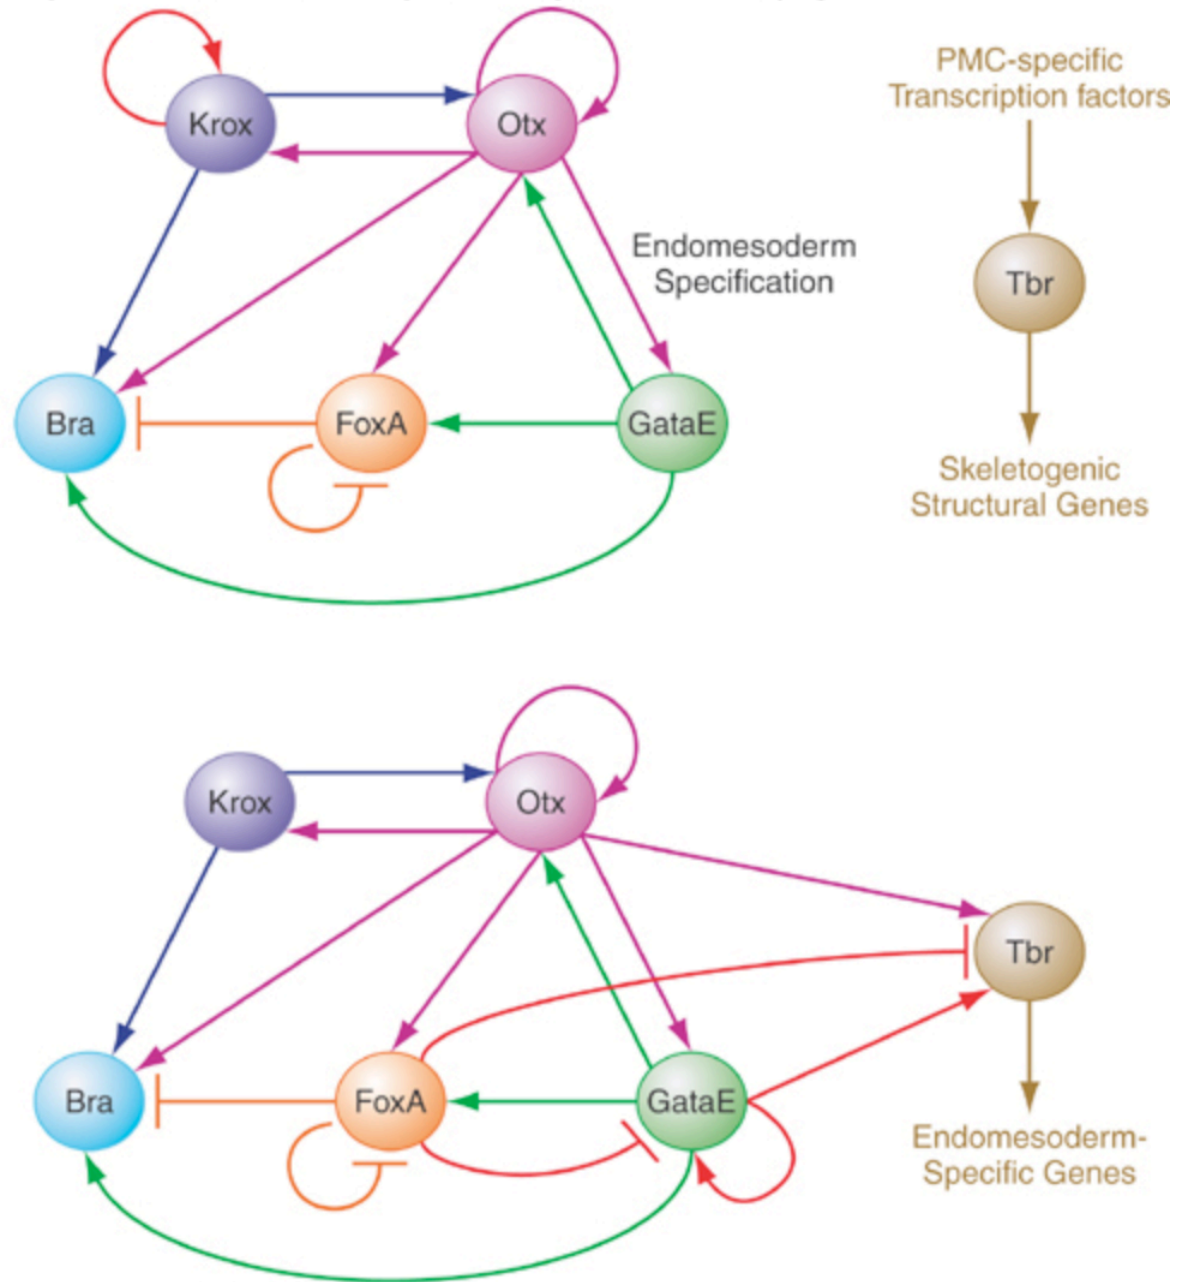 PMC-specific
Transcription factors
Krox
Otx
Endomesoderm
Specification
Tbr
Bra
FoxA
GataE
Skeletogenic
Structural Genes
Krox
Otx
Tbr
Bra
FoxA
GataE
Endomesoderm-
Specific Genes